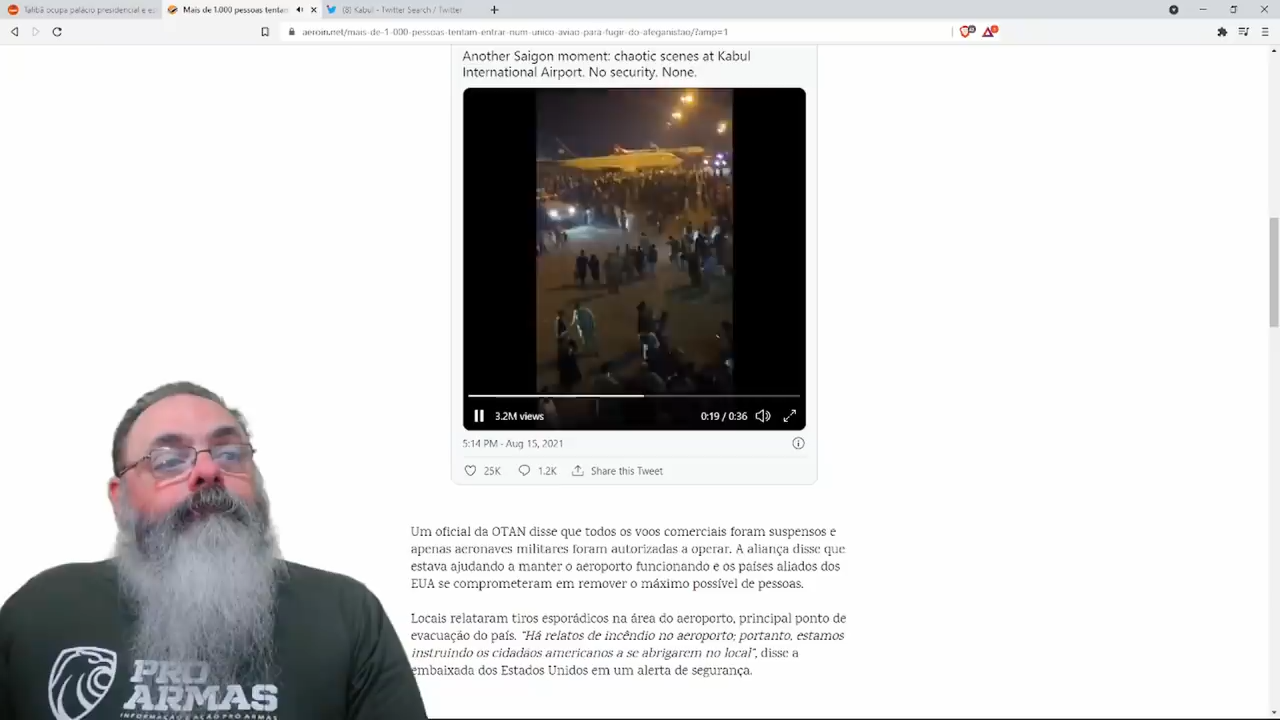 Talibã ocupa palácio presidencial e es
Mais de 1.000 pessoas tentam
(8) Kabul - Twitter Search / Twitter
aeroin.net/mais-de-1-000-pessoas-tentam-entrar-num-unico-aviao-para-fugir-do-afeganistao/?amp=1
Another Saigon moment: chaotic scenes at Kabul
International Airport. No security. None.
3.2M views
0:19 / 0:36
5:14 PM - Aug 15, 2021
25K
1.2K
Share this Tweet
Um oficial da OTAN disse que todos os voos comerciais foram suspensos e
apenas aeronaves militares foram autorizadas a operar. A aliança disse que
estava ajudando a manter o aeroporto funcionando e os países aliados dos
EUA se comprometeram em remover o máximo possível de pessoas.
Locais relataram tiros esporádicos na área do aeroporto, principal ponto de
evacuação do país. "Há relatos de incêndio no aeroporto; portanto, estamos
instruindo os cidadãos americanos a se abrigarem no local", disse a
embaixada dos Estados Unidos em um alerta de segurança.
PRO
ARMAS
INFORMAÇÃO E AÇÃO PRÓ ARMAS